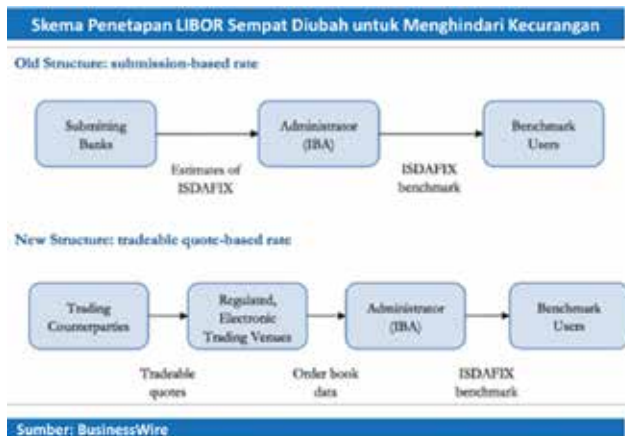 Skema Penetapan LIBOR Sempat Diubah untuk Menghindari Kecurangan
Old Structure: submission-based rate
Submitting
Banks
Estimates of
ISDAFIX
Administrator
(IBA)
ISDAFIX
benchmark
Benchmark
Users
New Structure: tradeable quote-based rate
Trading
Counterparties
Tradeable
quotes
Regulated,
Electronic
Trading Venues
Order book
data
Administrator
(IBA)
ISDAFIX
benchmark
Benchmark
Users
Sumber: BusinessWire